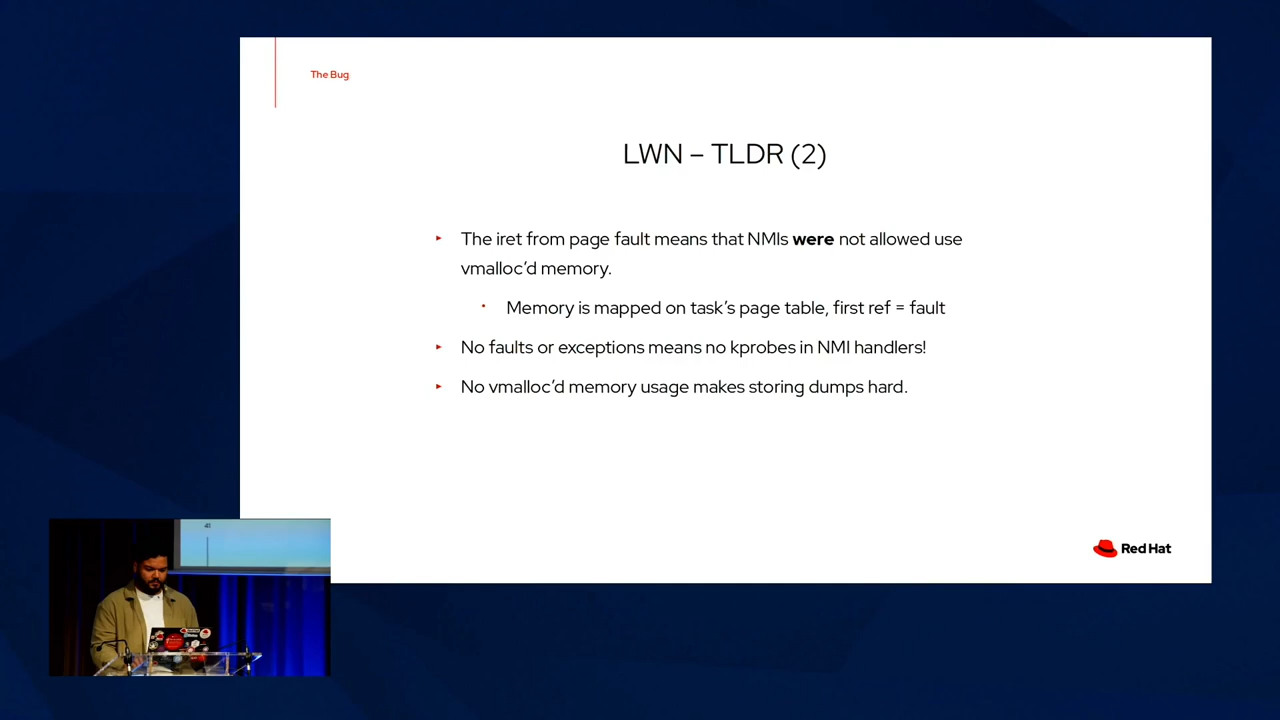 The Bug
LWN – TLDR (2)
The iret from page fault means that NMIs were not allowed use
vmalloc'd memory.
Memory is mapped on task's page table, first ref = fault
No faults or exceptions means no kprobes in NMI handlers!
No vmalloc'd memory usage makes storing dumps hard.
Red Hat